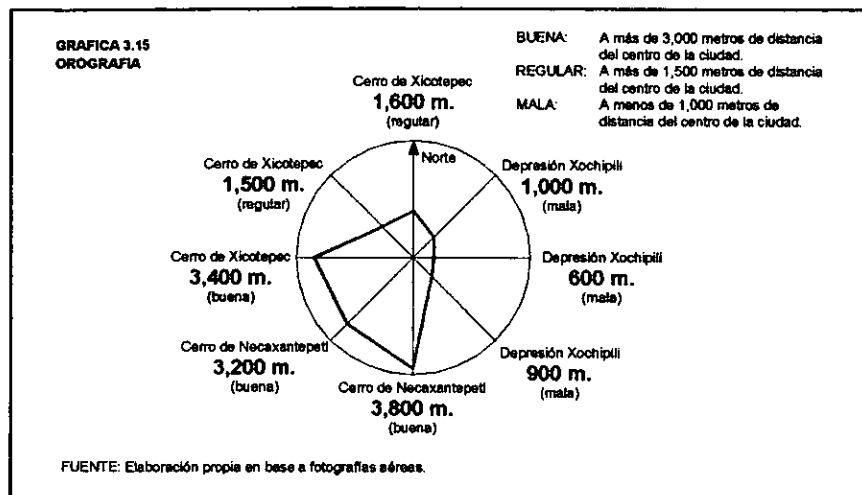 GRAFICA 3.15
OROGRAFIA
BUENA: A más de 3,000 metros de distancia
del centro de la ciudad.
REGULAR: A más de 1,500 metros de distancia
del centro de la ciudad.
MALA: A menos de 1,000 metros de
distancia del centro de la ciudad.
Cerro de Xicotepec
1,600 m.
(regular)
Norte
Cerro de Xicotepec
1,500 m.
(regular)
Depresión Xochipili
1,000 m.
(mala)
Cerro de Xicotepec
3,400 m.
(buena)
Depresión Xochipili
600 m.
(mala)
Cerro de Necaxantepetl
3,200 m.
(buena)
Depresión Xochipili
900 m.
(mala)
Cerro de Necaxantepetl
3,800 m.
(buena)
FUENTE: Elaboración propia en base a fotografías aéreas.